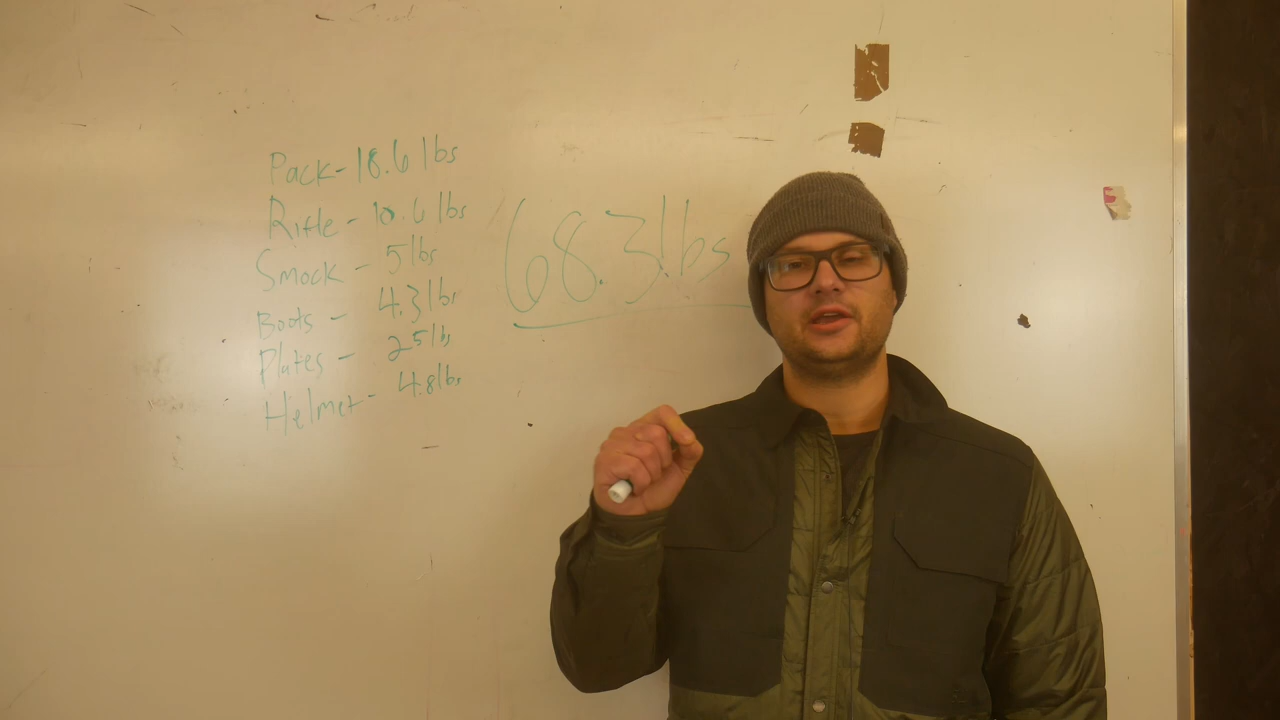 Pack - 18.6 lbs
Rifle - 10.6 lbs
Smock - 5 lbs
Boots - 4.3 lbs
Plates - 25 lbs
Helmet - 4.8 lbs
68.3 lbs